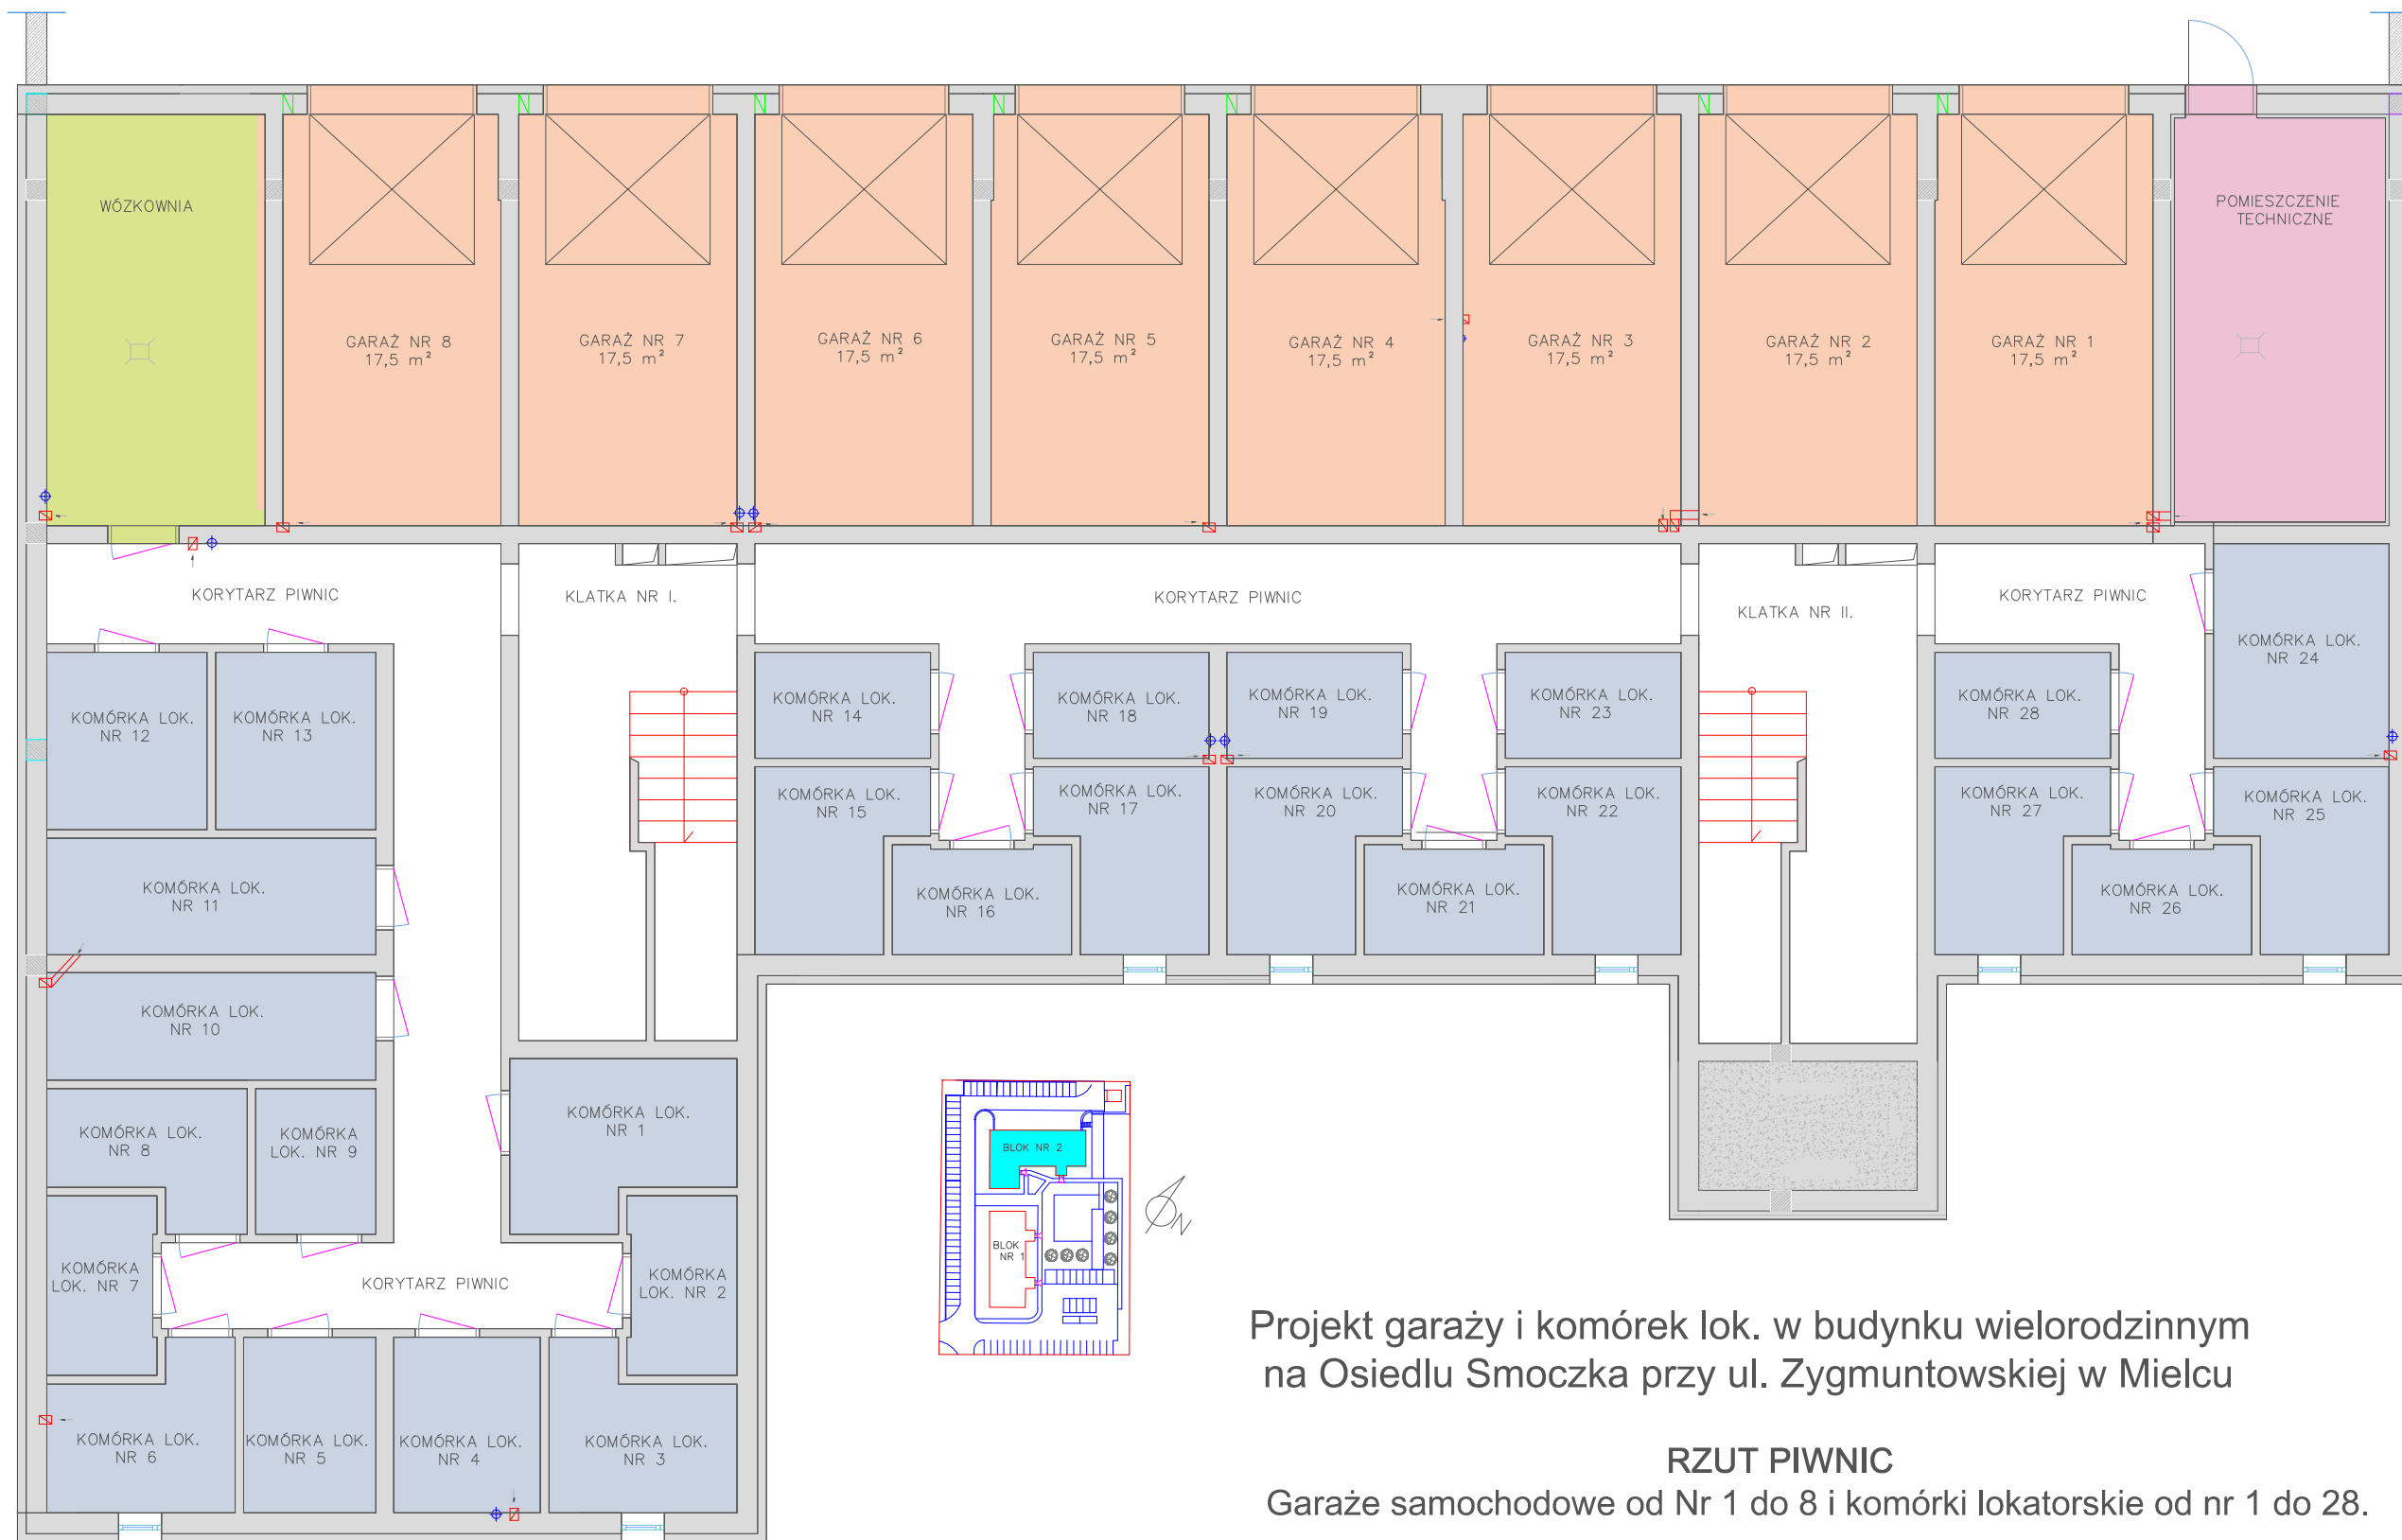 WÓZKOWNIA
GARAŻ NR 8
17,5 m²
GARAŻ NR 7
17,5 m²
GARAŻ NR 6
17,5 m²
GARAŻ NR 5
17,5 m²
GARAŻ NR 4
17,5 m²
GARAŻ NR 3
17,5 m²
GARAŻ NR 2
17,5 m²
GARAŻ NR 1
17,5 m²
POMIESZCZENIE
TECHNICZNE
KORYTARZ PIWNIC
KLATKA NR I.
KORYTARZ PIWNIC
KLATKA NR II.
KORYTARZ PIWNIC
KOMÓRKA LOK.
NR 24
KOMÓRKA LOK.
NR 12
KOMÓRKA LOK.
NR 13
KOMÓRKA LOK.
NR 14
KOMÓRKA LOK.
NR 18
KOMÓRKA LOK.
NR 19
KOMÓRKA LOK.
NR 23
KOMÓRKA LOK.
NR 28
KOMÓRKA LOK.
NR 15
KOMÓRKA LOK.
NR 17
KOMÓRKA LOK.
NR 20
KOMÓRKA LOK.
NR 22
KOMÓRKA LOK.
NR 27
KOMÓRKA LOK.
NR 25
KOMÓRKA LOK.
NR 11
KOMÓRKA LOK.
NR 16
KOMÓRKA LOK.
NR 21
KOMÓRKA LOK.
NR 26
KOMÓRKA LOK.
NR 10
KOMÓRKA LOK.
NR 8
KOMÓRKA
LOK. NR 9
KOMÓRKA LOK.
NR 1
KOMÓRKA
LOK. NR 7
KORYTARZ PIWNIC
KOMÓRKA
LOK. NR 2
KOMÓRKA LOK.
NR 6
KOMÓRKA LOK.
NR 5
KOMÓRKA LOK.
NR 4
KOMÓRKA LOK.
NR 3
BLOK NR 2
BLOK
NR 1
N
Projekt garaży i komórek lok. w budynku wielorodzinnym
na Osiedlu Smoczka przy ul. Zygmuntowskiej w Mielcu
RZUT PIWNIC
Garaże samochodowe od Nr 1 do 8 i komórki lokatorskie od nr 1 do 28.